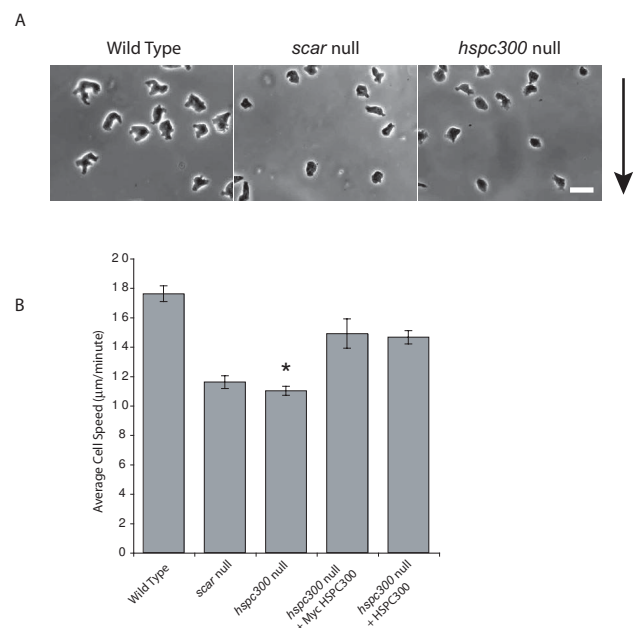 A
Wild Type
scar null
hspc300 null
B
Average Cell Speed (μm/minute)
20
18
16
14
12
10
8
6
4
2
0
*
Wild Type
scar null
hspc300 null
hspc300 null
+ Myc HSPC300
hspc300 null
+ HSPC300